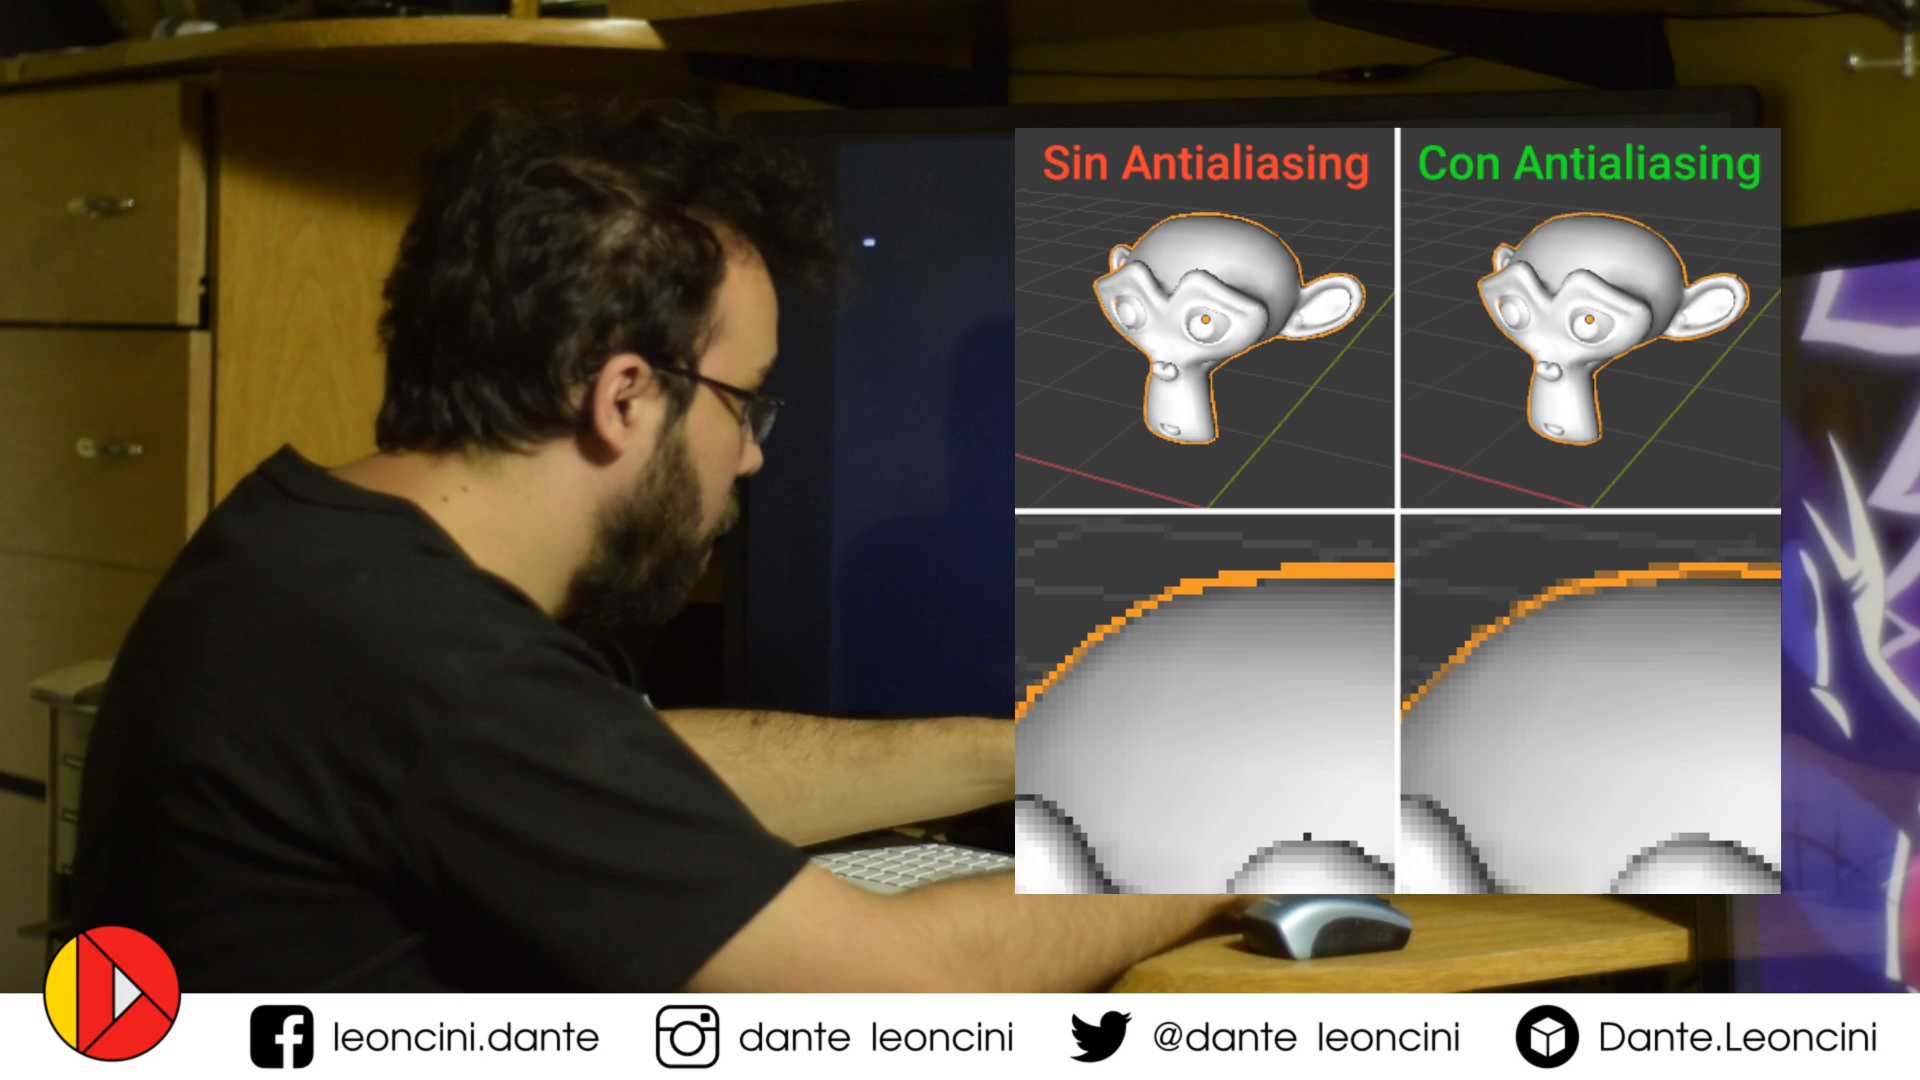 Sin Antialiasing
Con Antialiasing
leoncini.dante
dante leoncini
@dante leoncini
Dante.Leoncini